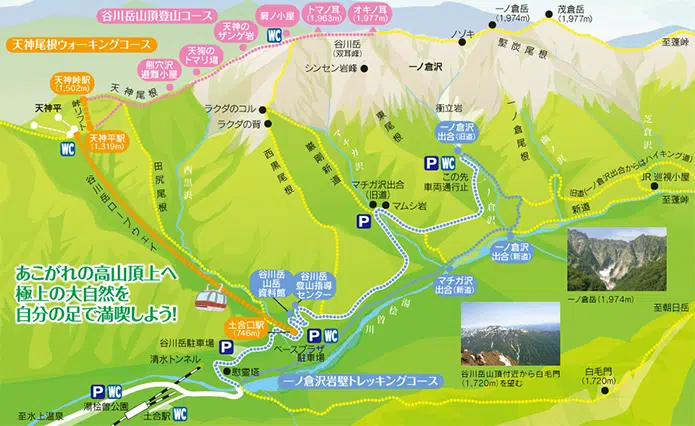 谷川岳山頂登山コース
天神尾根ウォーキングコース
天神峠駅
(1,502m)
天神平
峠リフト
天神平駅
(1,319m)
WC
天神尾根
熊穴沢
避難小屋
天狗の
トマリ場
天神の
ザンゲ岩
肩ノ小屋
WC
トマノ耳
(1,963m)
オキノ耳
(1,977m)
谷川岳
(双耳峰)
シンセン岩峰
ノゾキ
一ノ倉沢
一ノ倉岳
(1,974m)
茂倉岳
(1,977m)
堅炭尾根
至蓬峠
ラクダのコル
ラクダの背
西黒尾根
厳剛新道
マチガ沢
東尾根
衝立岩
一ノ倉沢
出合(旧道)
P WC
この先
車両通行止
一ノ倉沢
芝倉沢
旧道(一ノ倉沢出合からはハイキング道)
JR 巡視小屋
新道
至蓬峠
マチガ沢出合
(旧道)
マムシ岩
P
一ノ倉沢
出合(新道)
マチガ沢
出合(新道)
湯桧曽川
西黒沢
田尻尾根
谷川岳ロープウェイ
あこがれの高山頂上へ
極上の大自然を
自分の足で満喫しよう!
谷川岳
山岳
資料館
谷川岳
登山指導
センター
土合口駅
(746m)
P WC
ベースプラザ
駐車場
谷川岳駐車場
P
慰霊塔
清水トンネル
P WC
湯桧曽公園
土合駅 WC
至水上温泉
一ノ倉沢岩壁トレッキングコース
一ノ倉岳(1,974m)
谷川岳山頂付近から白毛門
(1,720m)を望む
白毛門
(1,720m)
至朝日岳